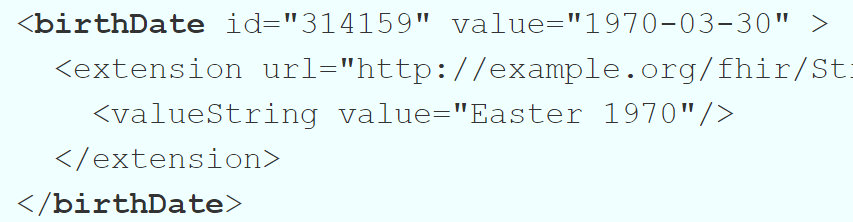 <birthDate id="314159" value="1970-03-30" >
<extension url="http://example.org/fhir/St
<valueString value="Easter 1970"/>
</extension>
</birthDate>